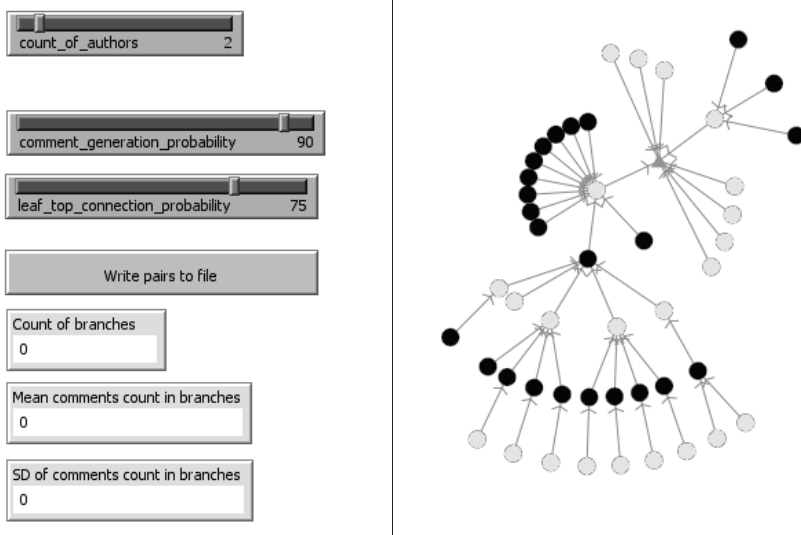 count_of_authors 2
comment_generation_probability 90
leaf_top_connection_probability 75
Write pairs to file
Count of branches
0
Mean comments count in branches
0
SD of comments count in branches
0